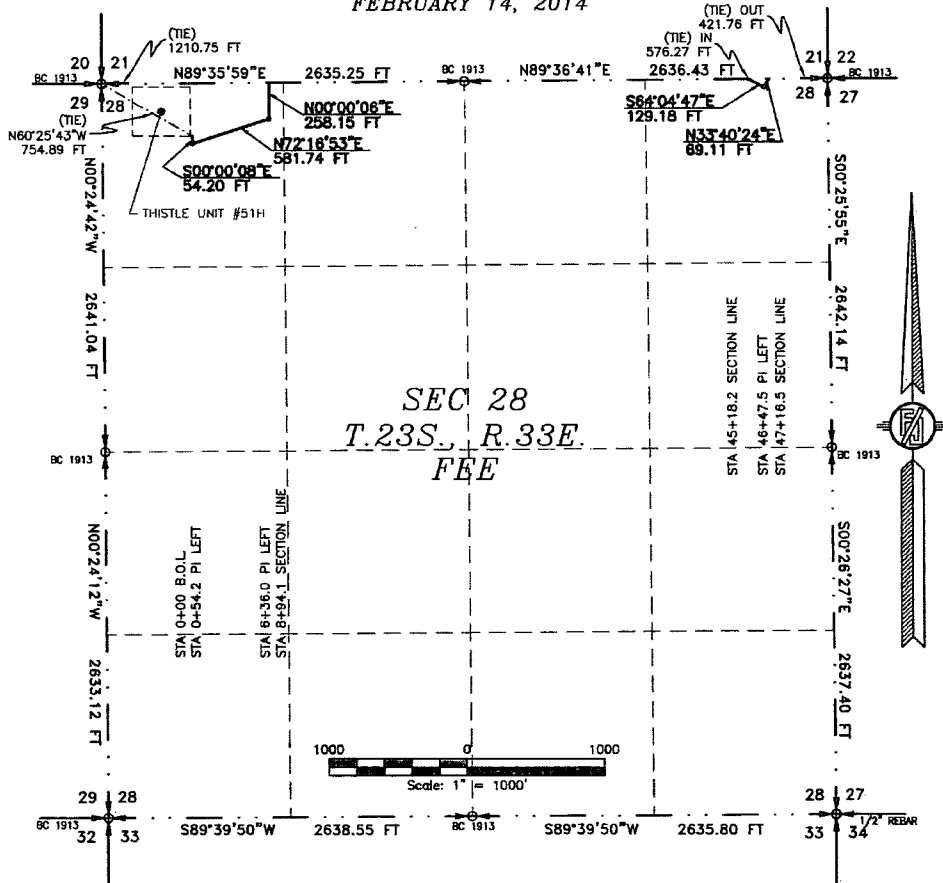 FEBRUARY 14, 2014
(TIE)
1210.75 FT
(TIE) OUT
421.76 FT
(TIE) IN
576.27 FT
20 21
BC 1913
29 28
N89°35'59"E 2635.25 FT
BC 1913
N89°36'41"E 2636.43 FT
21 22
BC 1913
28 27
(TIE)
N60°25'43"W
754.89 FT
N00°00'06"E
258.15 FT
N72°16'53"E
581.74 FT
S00°00'08"E
54.20 FT
THISTLE UNIT #51H
S64°04'47"E
129.18 FT
N33°40'24"E
69.11 FT
N00°24'42"W 2641.04 FT
S00°25'55"E 2642.14 FT
SEC 28
T.23S., R.33E.
FEE
STA 45+18.2 SECTION LINE
STA 46+47.5 PI LEFT
STA 47+16.5 SECTION LINE
BC 1913
BC 1913
STA 0+00 B.O.L.
STA 0+54.2 PI LEFT
STA 6+36.0 PI LEFT
STA 8+94.1 SECTION LINE
N00°24'12"W 2633.12 FT
S00°26'27"E 2637.40 FT
1000 0 1000
Scale: 1" = 1000'
29 28
BC 1913
32 33
S89°39'50"W 2638.55 FT
BC 1913
S89°39'50"W 2635.80 FT
28 27
33 34
1/2" REBAR